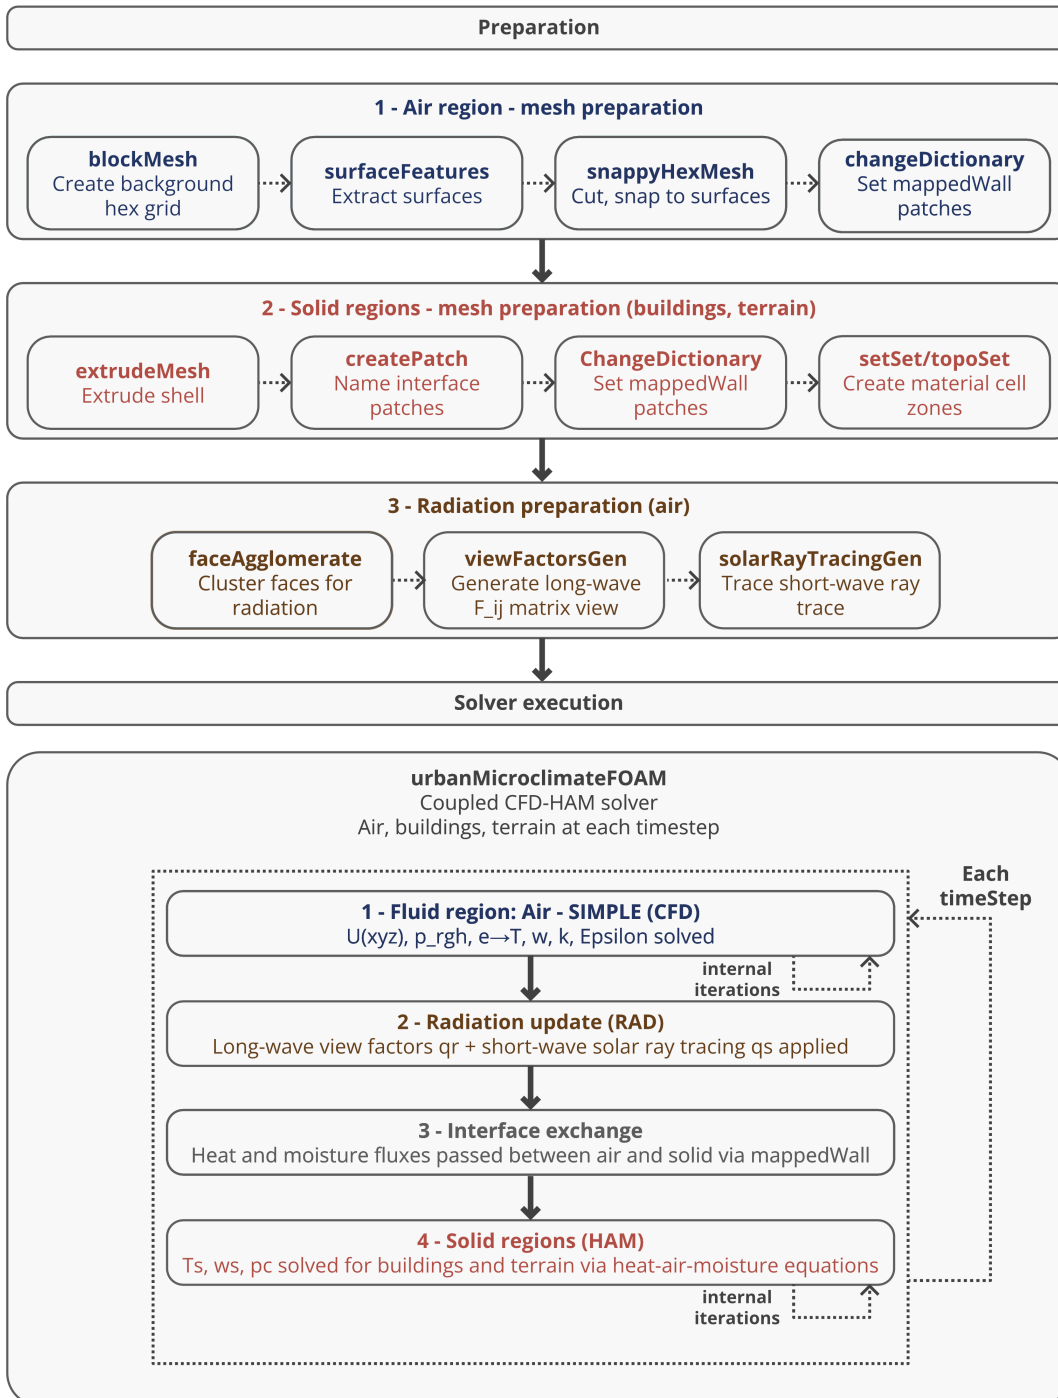 Preparation
1 - Air region - mesh preparation
blockMesh
Create background
hex grid
surfaceFeatures
Extract surfaces
snappyHexMesh
Cut, snap to surfaces
changeDictionary
Set mappedWall
patches
2 - Solid regions - mesh preparation (buildings, terrain)
extrudeMesh
Extrude shell
createPatch
Name interface
patches
ChangeDictionary
Set mappedWall
patches
setSet/topoSet
Create material cell
zones
3 - Radiation preparation (air)
faceAgglomerate
Cluster faces for
radiation
viewFactorsGen
Generate long-wave
F_ij matrix view
solarRayTracingGen
Trace short-wave ray
trace
Solver execution
urbanMicroclimateFOAM
Coupled CFD-HAM solver
Air, buildings, terrain at each timestep
Each
timeStep
1 - Fluid region: Air - SIMPLE (CFD)
U(xyz), p_rgh, e→T, w, k, Epsilon solved
internal
iterations
2 - Radiation update (RAD)
Long-wave view factors qr + short-wave solar ray tracing qs applied
3 - Interface exchange
Heat and moisture fluxes passed between air and solid via mappedWall
4 - Solid regions (HAM)
Ts, ws, pc solved for buildings and terrain via heat-air-moisture equations
internal
iterations